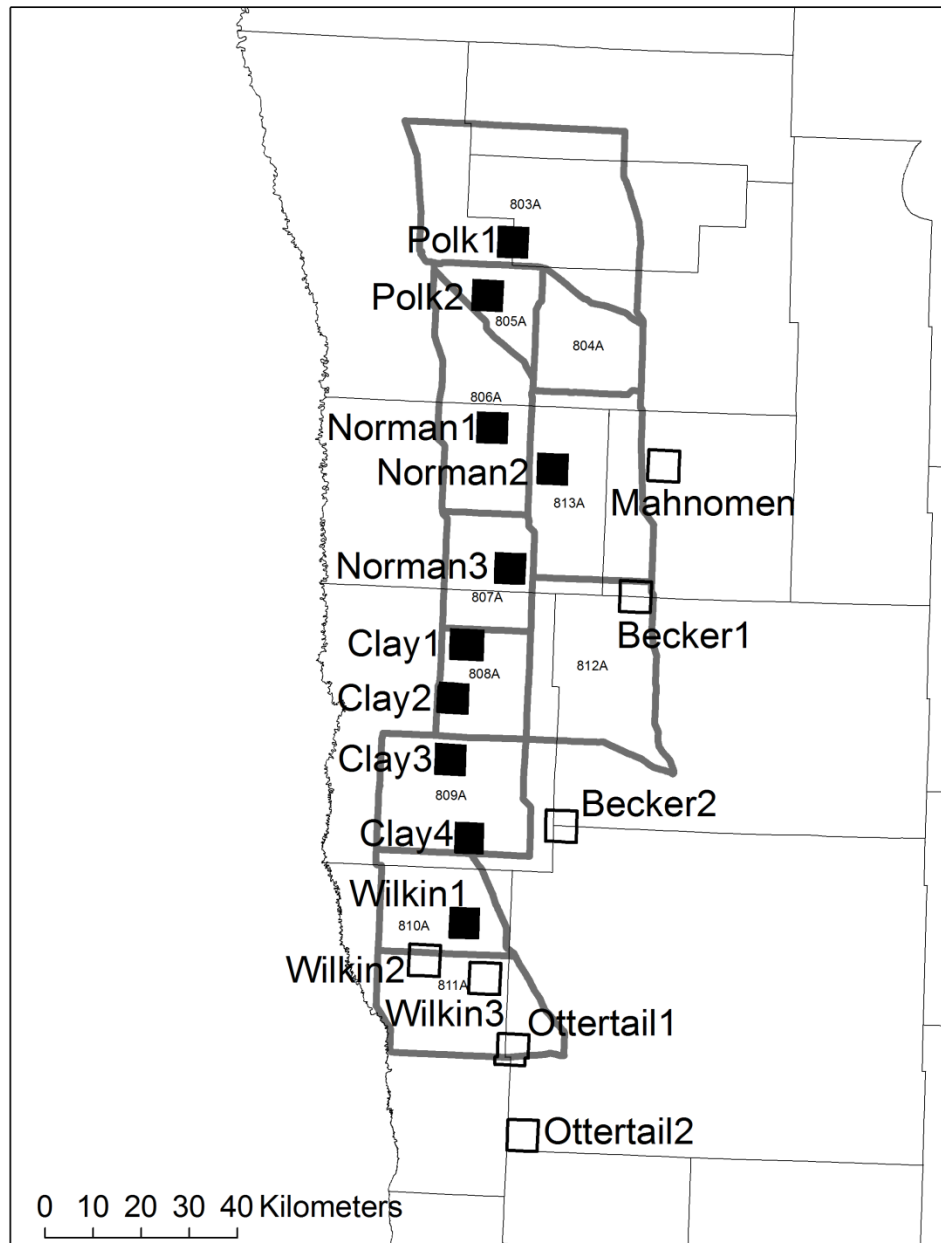 803A
Polk1
Polk2
805A
804A
806A
Norman1
Norman2
813A
Mahnomen
Norman3
807A
Becker1
Clay1
808A
812A
Clay2
Clay3
809A
Becker2
Clay4
Wilkin1
810A
Wilkin2
811A
Wilkin3
Ottertail1
Ottertail2
0 10 20 30 40 Kilometers